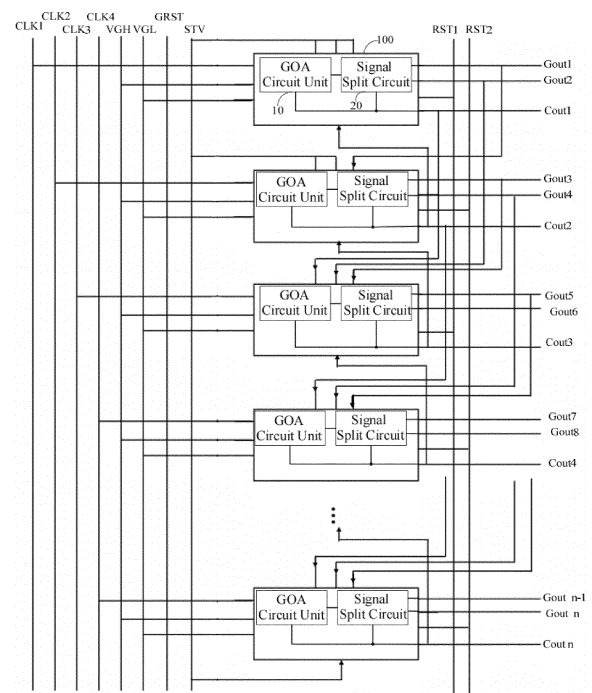 CLK1 CLK2 CLK3 CLK4 VGH VGL GRST STV RST1 RST2
100
GOA Signal Gout1
Circuit Unit Split Circuit Gout2
10 20 Cout1
GOA Signal Gout3
Circuit Unit Split Circuit Gout4
Cout2
GOA Signal Gout5
Circuit Unit Split Circuit Gout6
Cout3
GOA Signal Gout7
Circuit Unit Split Circuit Gout8
Cout4
...
GOA Signal Gout n-1
Circuit Unit Split Circuit Gout n
Cout n